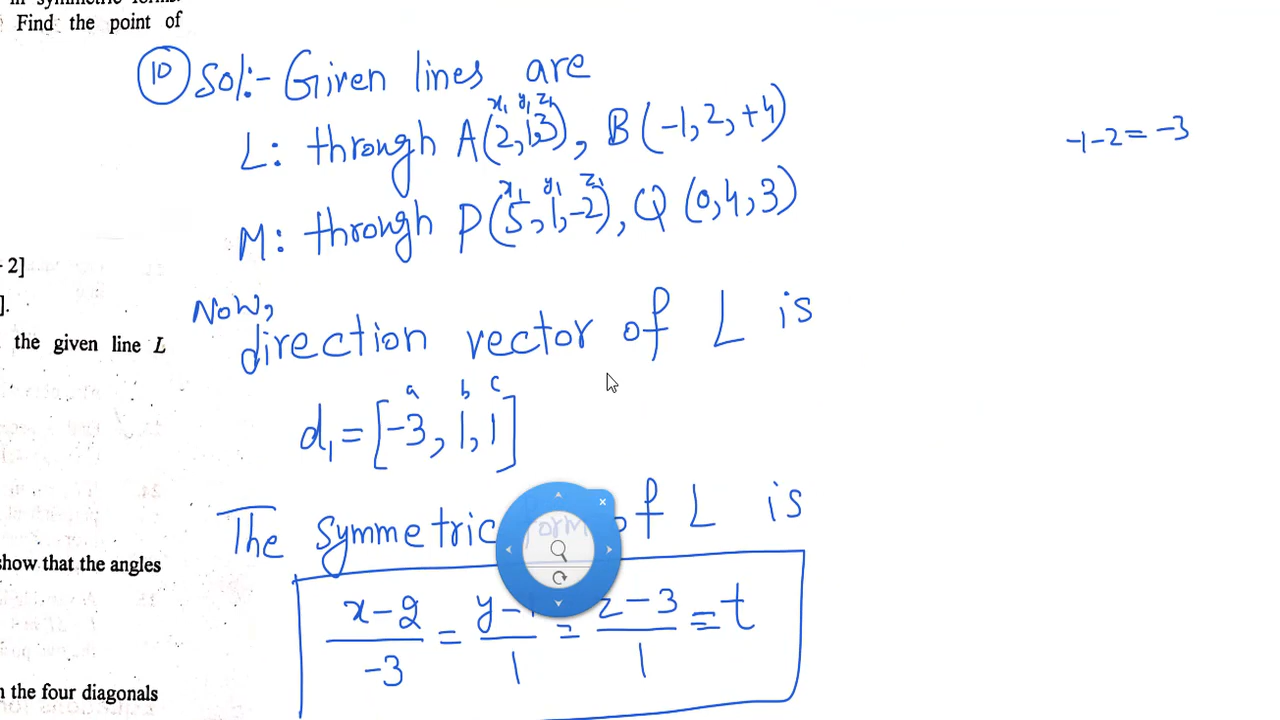 Find the point of
10 Sol:- Given lines are
x₁ y₁ z₁
L: through A(2,1,3), B(-1,2,+4)
-1-2=-3
x₁ y₁ z₁
M: through P(5,1,-2), Q(0,4,3)
-2]
].
Now,
the given line L
direction vector of L is
a b c
d₁=[-3,1,1]
The symmetric form of L is
show that the angles
x-2/-3 = y-1/1 = z-3/1 = t
the four diagonals